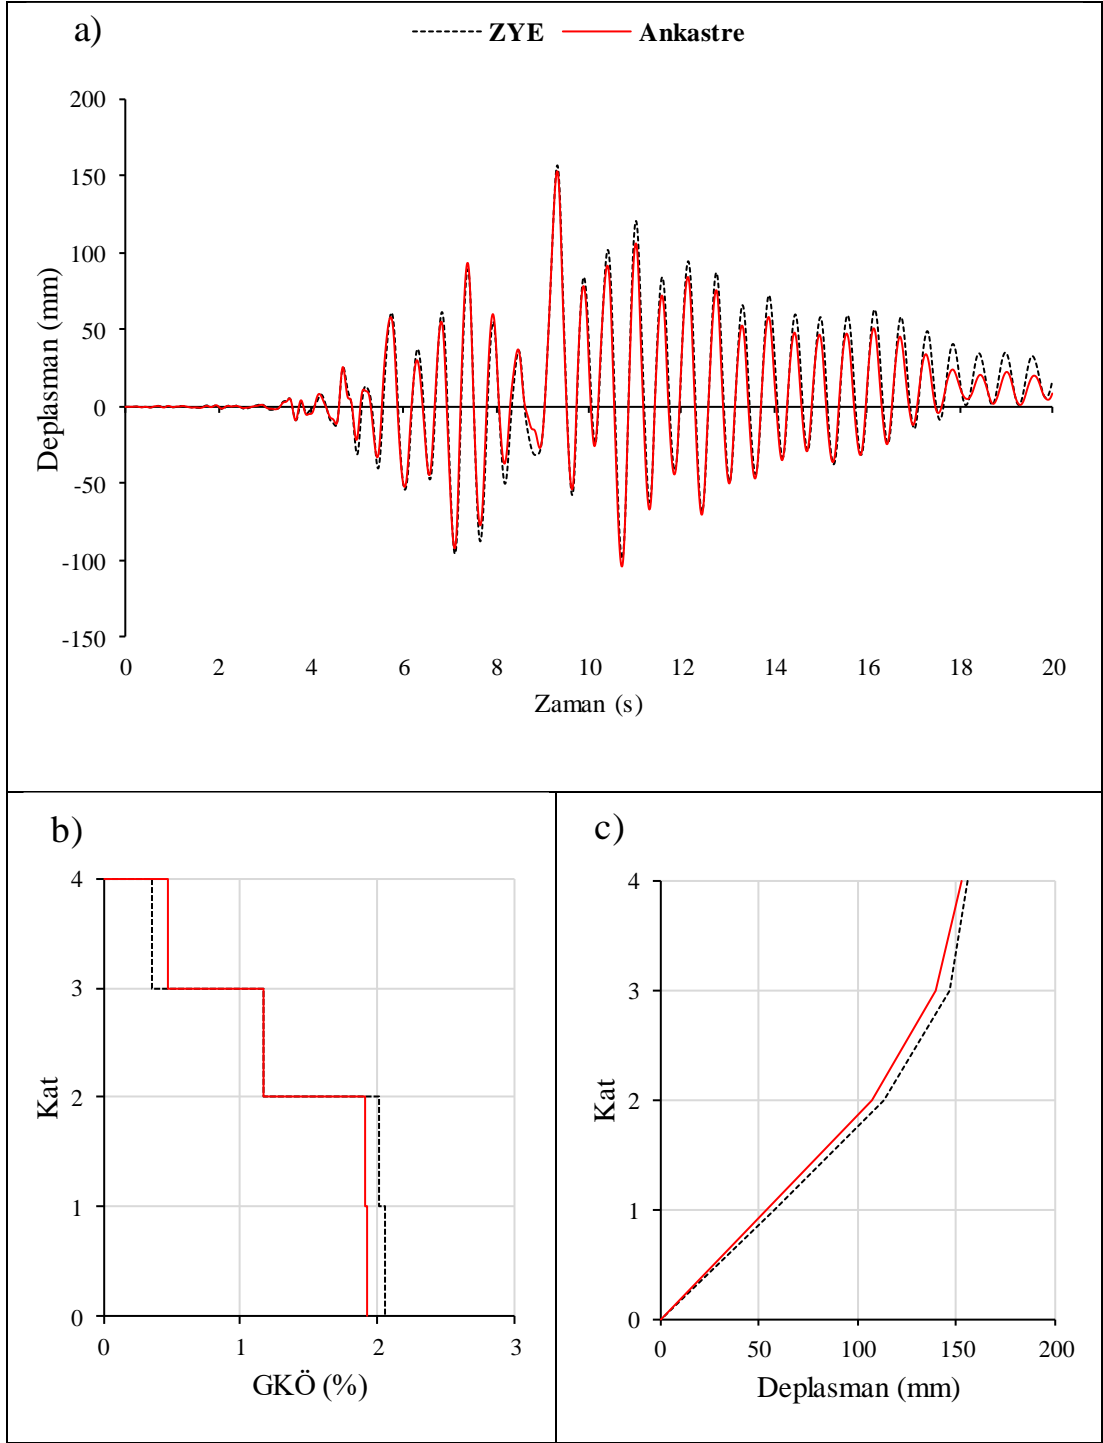 a)
ZYE Ankastre
200
150
100
50
0
-50
-100
-150
Deplasman (mm)
0 2 4 6 8 10 12 14 16 18 20
Zaman (s)
b)
4
3
2
1
0
Kat
0 1 2 3
GKÖ (%)
c)
4
3
2
1
0
Kat
0 50 100 150 200
Deplasman (mm)